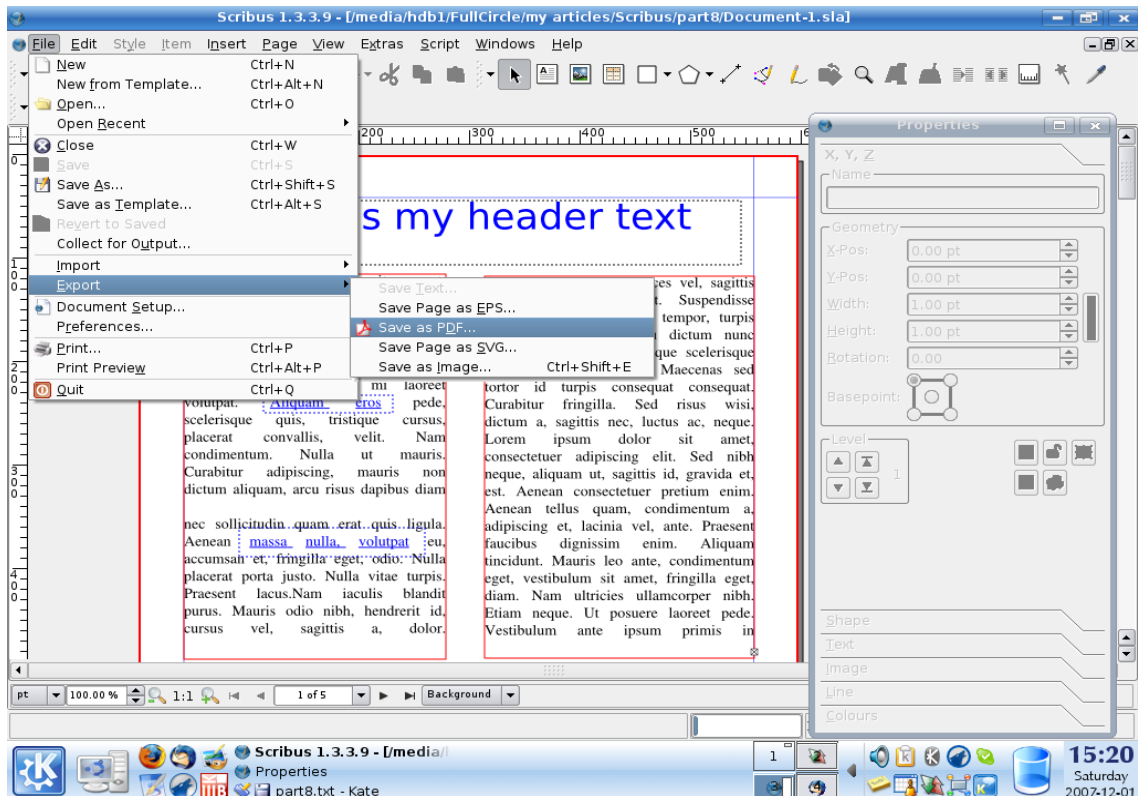 Scribus 1.3.3.9 - [/media/hdb1/FullCircle/my articles/Scribus/part8/Document-1.sla]
File Edit Style Item Insert Page View Extras Script Windows Help
New Ctrl+N
New from Template... Ctrl+Alt+N
Open... Ctrl+O
Open Recent
Close Ctrl+W
Save Ctrl+S
Save As... Ctrl+Shift+S
Save as Template... Ctrl+Alt+S
Revert to Saved
Collect for Output...
Import
Export
Document Setup...
Preferences...
Print... Ctrl+P
Print Preview Ctrl+Alt+P
Quit Ctrl+Q
Save Text...
Save Page as EPS...
Save as PDF...
Save Page as SVG...
Save as Image... Ctrl+Shift+E
200 300 400 500
0
100
200
300
400
s my header text
mi laoreet
volutpat. Aliquam eros pede,
scelerisque quis, tristique cursus,
placerat convallis, velit. Nam
condimentum. Nulla ut mauris.
Curabitur adipiscing, mauris non
dictum aliquam, arcu risus dapibus diam
nec sollicitudin quam erat quis ligula.
Aenean massa nulla, volutpat eu,
accumsan et, fringilla eget, odio. Nulla
placerat porta justo. Nulla vitae turpis.
Praesent lacus.Nam iaculis blandit
purus. Mauris odio nibh, hendrerit id,
cursus vel, sagittis a, dolor.
ces vel, sagittis
t. Suspendisse
tempor, turpis
dictum nunc
que scelerisque
Maecenas sed
tortor id turpis consequat consequat.
Curabitur fringilla. Sed risus wisi,
dictum a, sagittis nec, luctus ac, neque.
Lorem ipsum dolor sit amet,
consectetuer adipiscing elit. Sed nibh
neque, aliquam ut, sagittis id, gravida et,
est. Aenean consectetuer pretium enim.
Aenean tellus quam, condimentum a,
adipiscing et, lacinia vel, ante. Praesent
faucibus dignissim enim. Aliquam
tincidunt. Mauris leo ante, condimentum
eget, vestibulum sit amet, fringilla eget,
diam. Nam ultricies ullamcorper nibh.
Etiam neque. Ut posuere laoreet pede.
Vestibulum ante ipsum primis in
Properties
X, Y, Z
Name
Geometry
X-Pos: 0.00 pt
Y-Pos: 0.00 pt
Width: 1.00 pt
Height: 1.00 pt
Rotation: 0.00
Basepoint:
Level
1
Shape
Text
Image
Line
Colours
pt 100.00 % 1:1 1 of 5 Background
Scribus 1.3.3.9 - [/media/
Properties
part8.txt - Kate
1
3
15:20
Saturday
2007-12-01